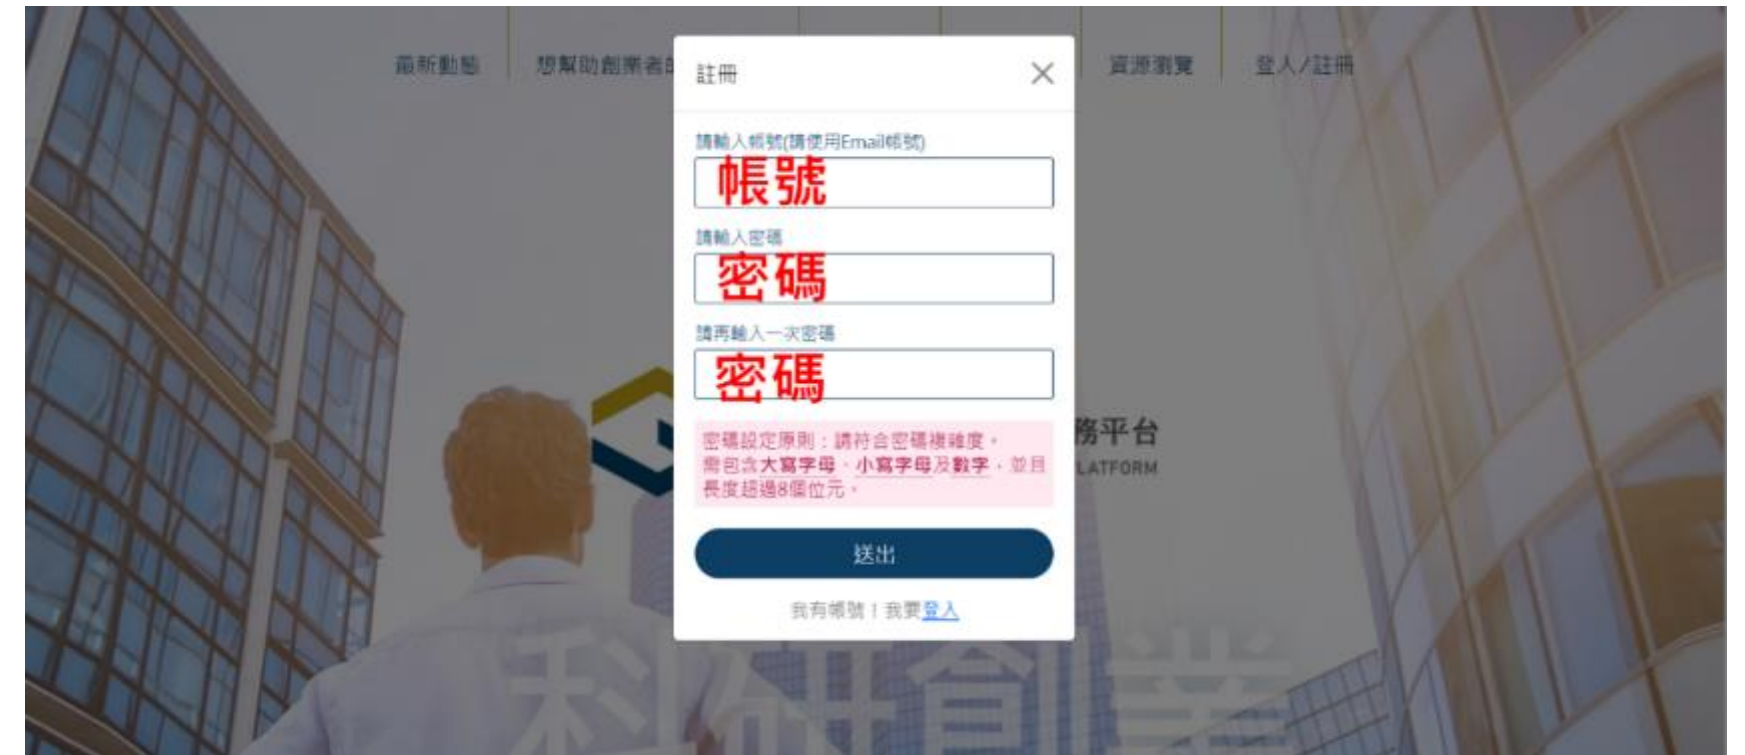 最新動態
想幫助創業者的
資源瀏覽
登入/註冊
註冊
請輸入帳號(請使用Email帳號)
帳號
請輸入密碼
密碼
請再輸入一次密碼
密碼
密碼設定原則：請符合密碼複雜度。
需包含大寫字母、小寫字母及數字，並且
長度超過8個位元。
送出
我有帳號！我要登入
務平台
LATFORM
科研創業